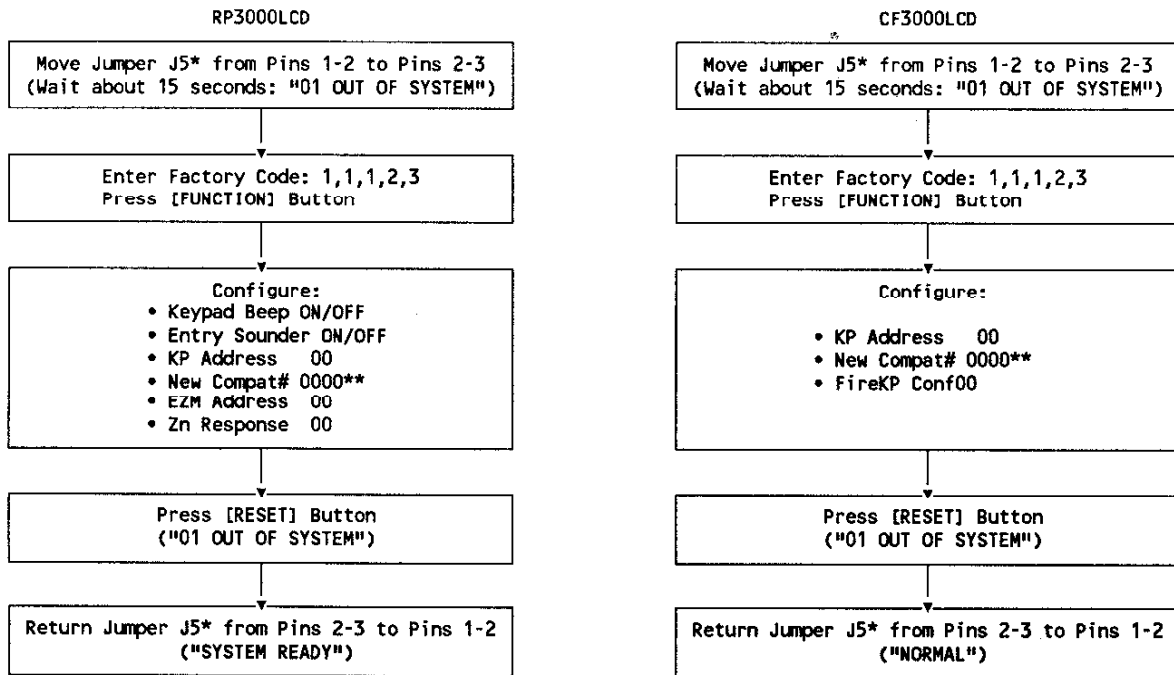 RP3000LCD
Move Jumper J5* from Pins 1-2 to Pins 2-3
(Wait about 15 seconds: "01 OUT OF SYSTEM")
Enter Factory Code: 1,1,1,2,3
Press [FUNCTION] Button
Configure:
• Keypad Beep ON/OFF
• Entry Sounder ON/OFF
• KP Address 00
• New Compat# 0000**
• EZM Address 00
• Zn Response 00
Press [RESET] Button
("01 OUT OF SYSTEM")
Return Jumper J5* from Pins 2-3 to Pins 1-2
("SYSTEM READY")
CF3000LCD
Move Jumper J5* from Pins 1-2 to Pins 2-3
(Wait about 15 seconds: "01 OUT OF SYSTEM")
Enter Factory Code: 1,1,1,2,3
Press [FUNCTION] Button
Configure:
• KP Address 00
• New Compat# 0000**
• FireKP Conf00
Press [RESET] Button
("01 OUT OF SYSTEM")
Return Jumper J5* from Pins 2-3 to Pins 1-2
("NORMAL")